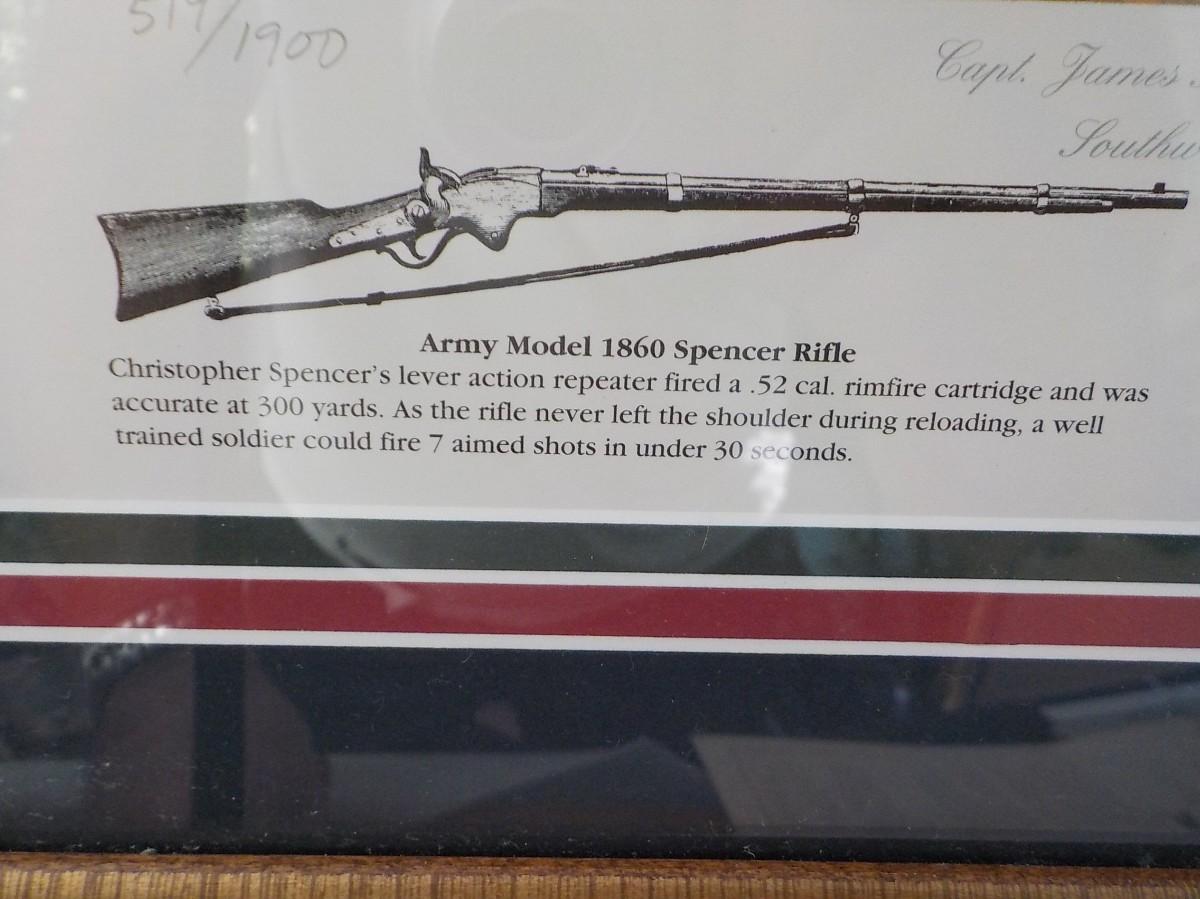 /1900
Capt. James
Army Model 1860 Spencer Rifle
Christopher Spencer's lever action repeater fired a .52 cal. rimfire cartridge and was
accurate at 300 yards. As the rifle never left the shoulder during reloading, a well
trained soldier could fire 7 aimed shots in under 30 seconds.